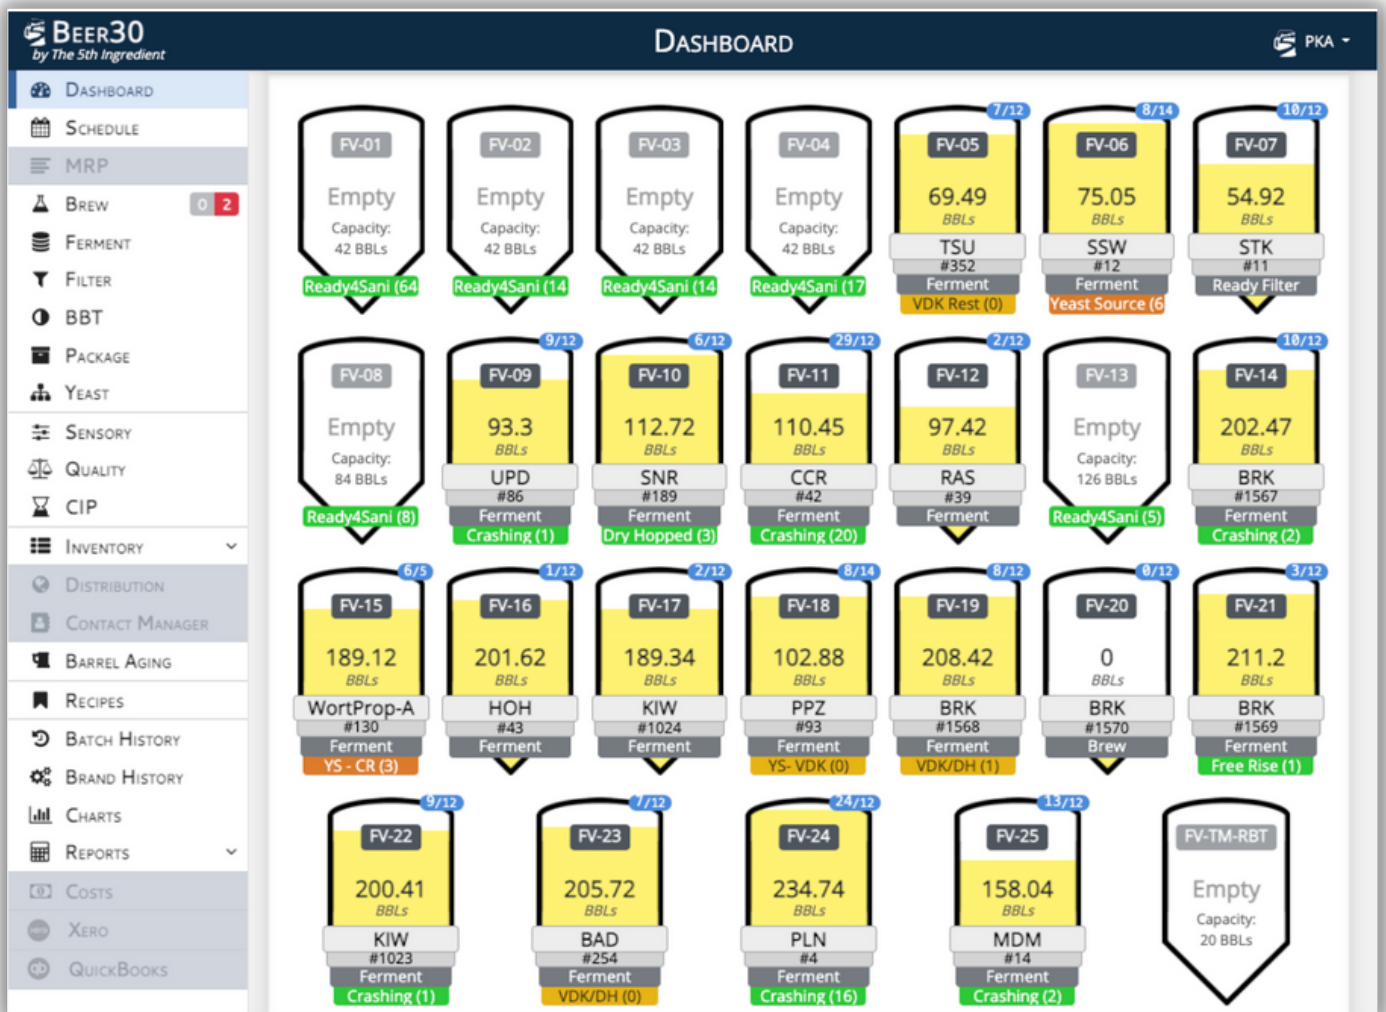 BEER30
by The 5th Ingredient
DASHBOARD
PKA
DASHBOARD
SCHEDULE
MRP
BREW 0 2
FERMENT
FILTER
BBT
PACKAGE
YEAST
SENSORY
QUALITY
CIP
INVENTORY
DISTRIBUTION
CONTACT MANAGER
BARREL AGING
RECIPES
BATCH HISTORY
BRAND HISTORY
CHARTS
REPORTS
COSTS
XERO
QUICKBOOKS
FV-01
Empty
Capacity:
42 BBLs
Ready4Sani (64
FV-02
Empty
Capacity:
42 BBLs
Ready4Sani (14
FV-03
Empty
Capacity:
42 BBLs
Ready4Sani (14
FV-04
Empty
Capacity:
42 BBLs
Ready4Sani (17
7/12
FV-05
69.49
BBLs
TSU
#352
Ferment
VDK Rest (0)
8/14
FV-06
75.05
BBLs
SSW
#12
Ferment
Yeast Source (6
10/12
FV-07
54.92
BBLs
STK
#11
Ready Filter
FV-08
Empty
Capacity:
84 BBLs
Ready4Sani (8)
9/12
FV-09
93.3
BBLs
UPD
#86
Ferment
Crashing (1)
6/12
FV-10
112.72
BBLs
SNR
#189
Ferment
Dry Hopped (3)
29/12
FV-11
110.45
BBLs
CCR
#42
Ferment
Crashing (20)
2/12
FV-12
97.42
BBLs
RAS
#39
Ferment
FV-13
Empty
Capacity:
126 BBLs
Ready4Sani (5)
10/12
FV-14
202.47
BBLs
BRK
#1567
Ferment
Crashing (2)
6/5
FV-15
189.12
BBLs
WortProp-A
#130
Ferment
YS - CR (3)
1/12
FV-16
201.62
BBLs
HOH
#43
Ferment
2/12
FV-17
189.34
BBLs
KIW
#1024
Ferment
8/14
FV-18
102.88
BBLs
PPZ
#93
Ferment
YS- VDK (0)
8/12
FV-19
208.42
BBLs
BRK
#1568
Ferment
VDK/DH (1)
0/12
FV-20
0
BBLs
BRK
#1570
Brew
3/12
FV-21
211.2
BBLs
BRK
#1569
Ferment
Free Rise (1)
9/12
FV-22
200.41
BBLs
KIW
#1023
Ferment
Crashing (1)
7/12
FV-23
205.72
BBLs
BAD
#254
Ferment
VDK/DH (0)
24/12
FV-24
234.74
BBLs
PLN
#4
Ferment
Crashing (16)
13/12
FV-25
158.04
BBLs
MDM
#14
Ferment
Crashing (2)
FV-TM-RBT
Empty
Capacity:
20 BBLs